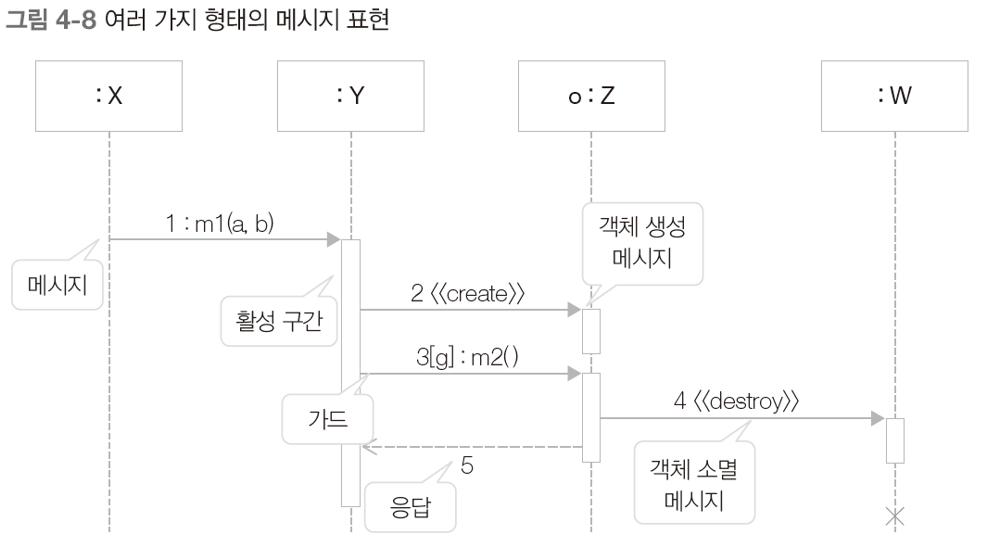 그림 4-8 여러 가지 형태의 메시지 표현
: X
: Y
o : Z
: W
1 : m1(a, b)
객체 생성
메시지
메시지
2 〈〈create〉〉
활성 구간
3[g] : m2( )
4 〈〈destroy〉〉
가드
5
객체 소멸
메시지
응답